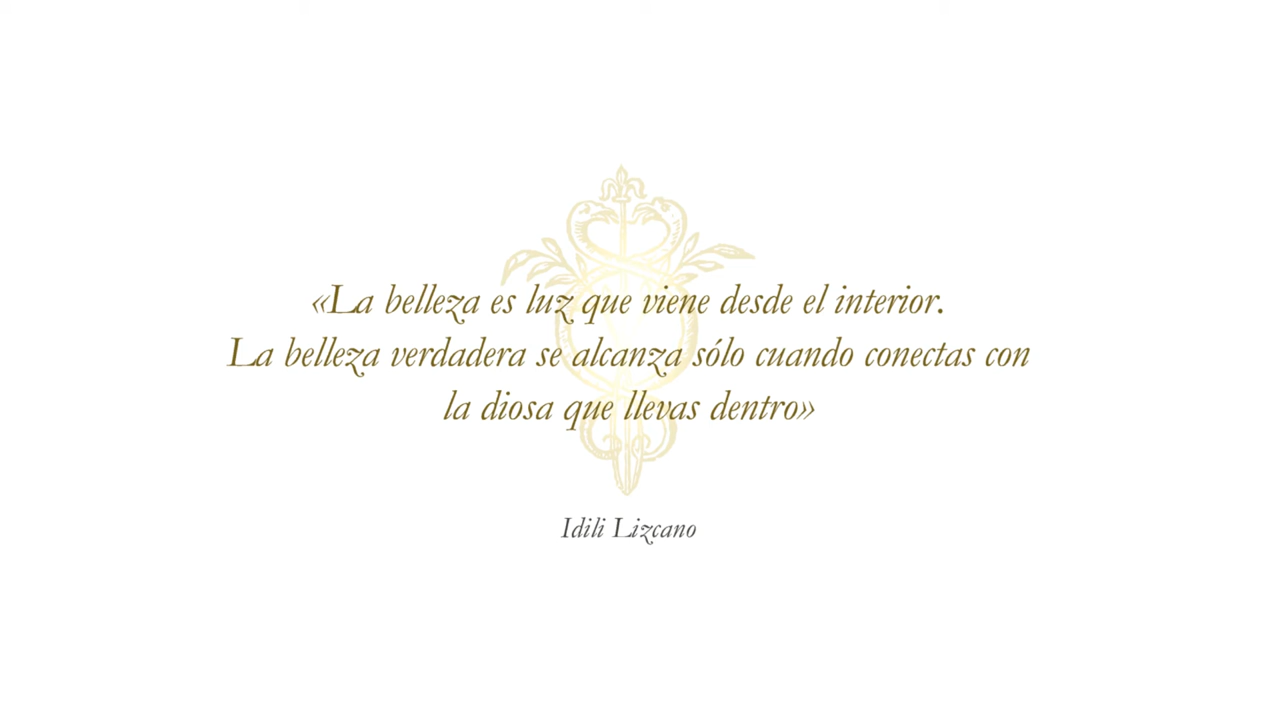 «La belleza es luz que viene desde el interior.
La belleza verdadera se alcanza sólo cuando conectas con
la diosa que llevas dentro»
Idili Lizcano